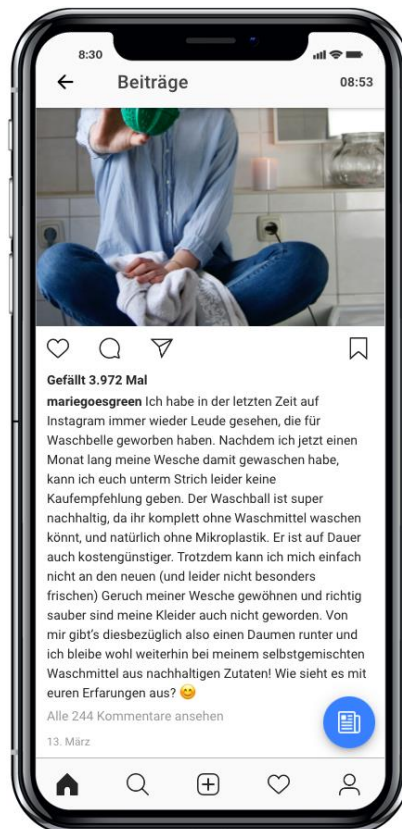 8:30
Beiträge
08:53
Gefällt 3.972 Mal
mariegoesgreen Ich habe in der letzten Zeit auf
Instagram immer wieder Leude gesehen, die für
Waschbelle geworben haben. Nachdem ich jetzt einen
Monat lang meine Wesche damit gewaschen habe,
kann ich euch unterm Strich leider keine
Kaufempfehlung geben. Der Waschball ist super
nachhaltig, da ihr komplett ohne Waschmittel waschen
könnt, und natürlich ohne Mikroplastik. Er ist auf Dauer
auch kostengünstiger. Trotzdem kann ich mich einfach
nicht an den neuen (und leider nicht besonders
frischen) Geruch meiner Wesche gewöhnen und richtig
sauber sind meine Kleider auch nicht geworden. Von
mir gibt's diesbezüglich also einen Daumen runter und
ich bleibe wohl weiterhin bei meinem selbstgemischten
Waschmittel aus nachhaltigen Zutaten! Wie sieht es mit
euren Erfarungen aus? 😊
Alle 244 Kommentare ansehen
13. März